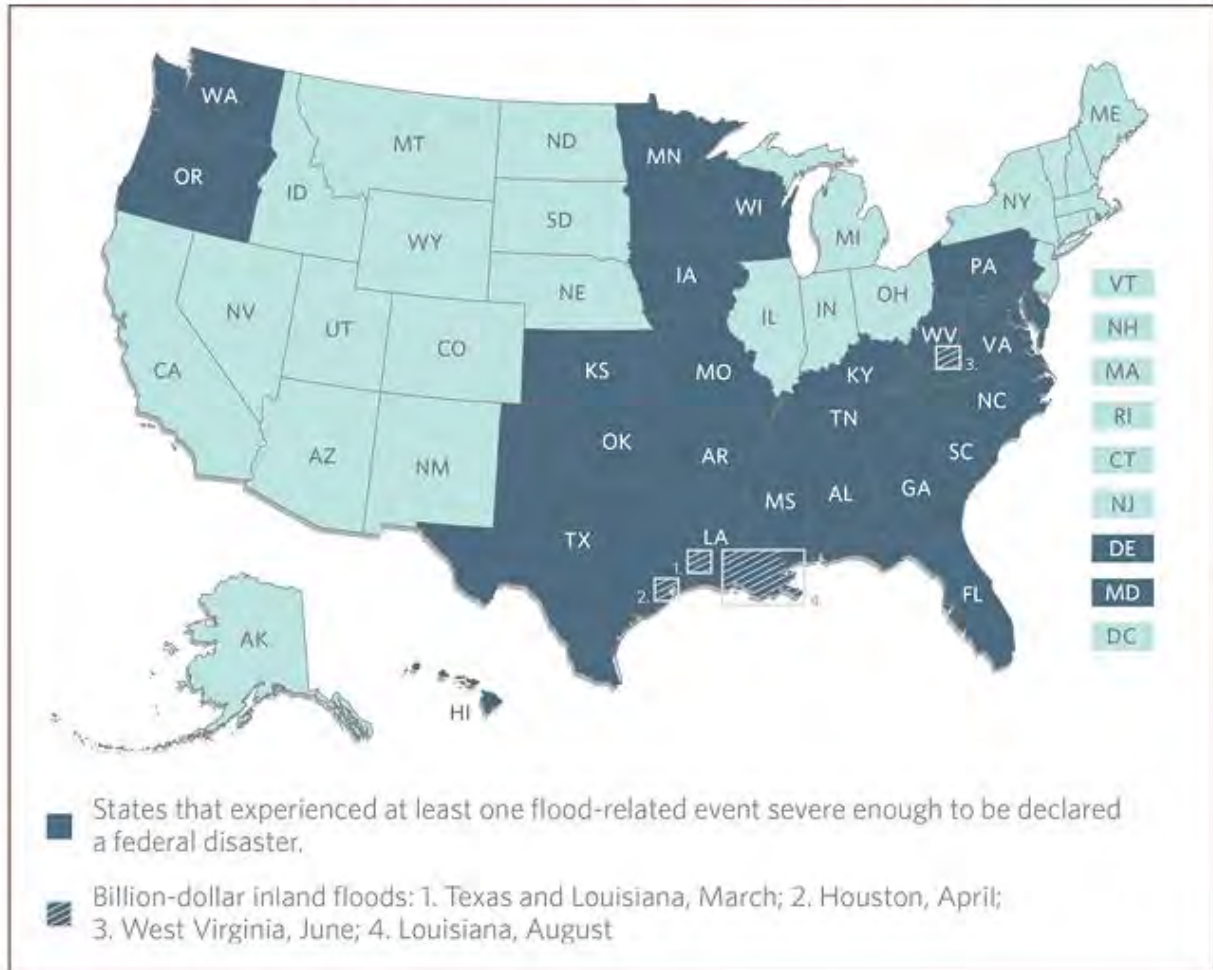 WA
OR
MT
ID
WY
ND
SD
NE
MN
WI
IA
MI
NY
ME
PA
NV
UT
CO
CA
AZ
NM
KS
MO
IL
IN
OH
KY
WV
VA
3.
TN
NC
OK
AR
SC
MS
AL
GA
TX
LA
1.
2.
4.
FL
VT
NH
MA
RI
CT
NJ
DE
MD
DC
AK
HI
States that experienced at least one flood-related event severe enough to be declared
a federal disaster.
Billion-dollar inland floods: 1. Texas and Louisiana, March; 2. Houston, April;
3. West Virginia, June; 4. Louisiana, August